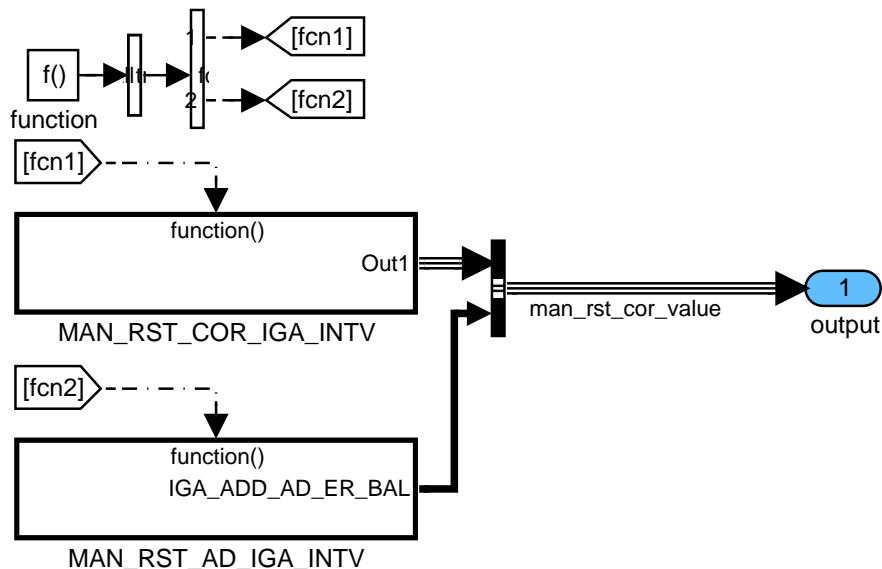 1
[fcn1]
f()
2
[fcn2]
function
[fcn1]
function()
Out1
MAN_RST_COR_IGA_INTV
man_rst_cor_value
1
output
[fcn2]
function()
IGA_ADD_AD_ER_BAL
MAN_RST_AD_IGA_INTV